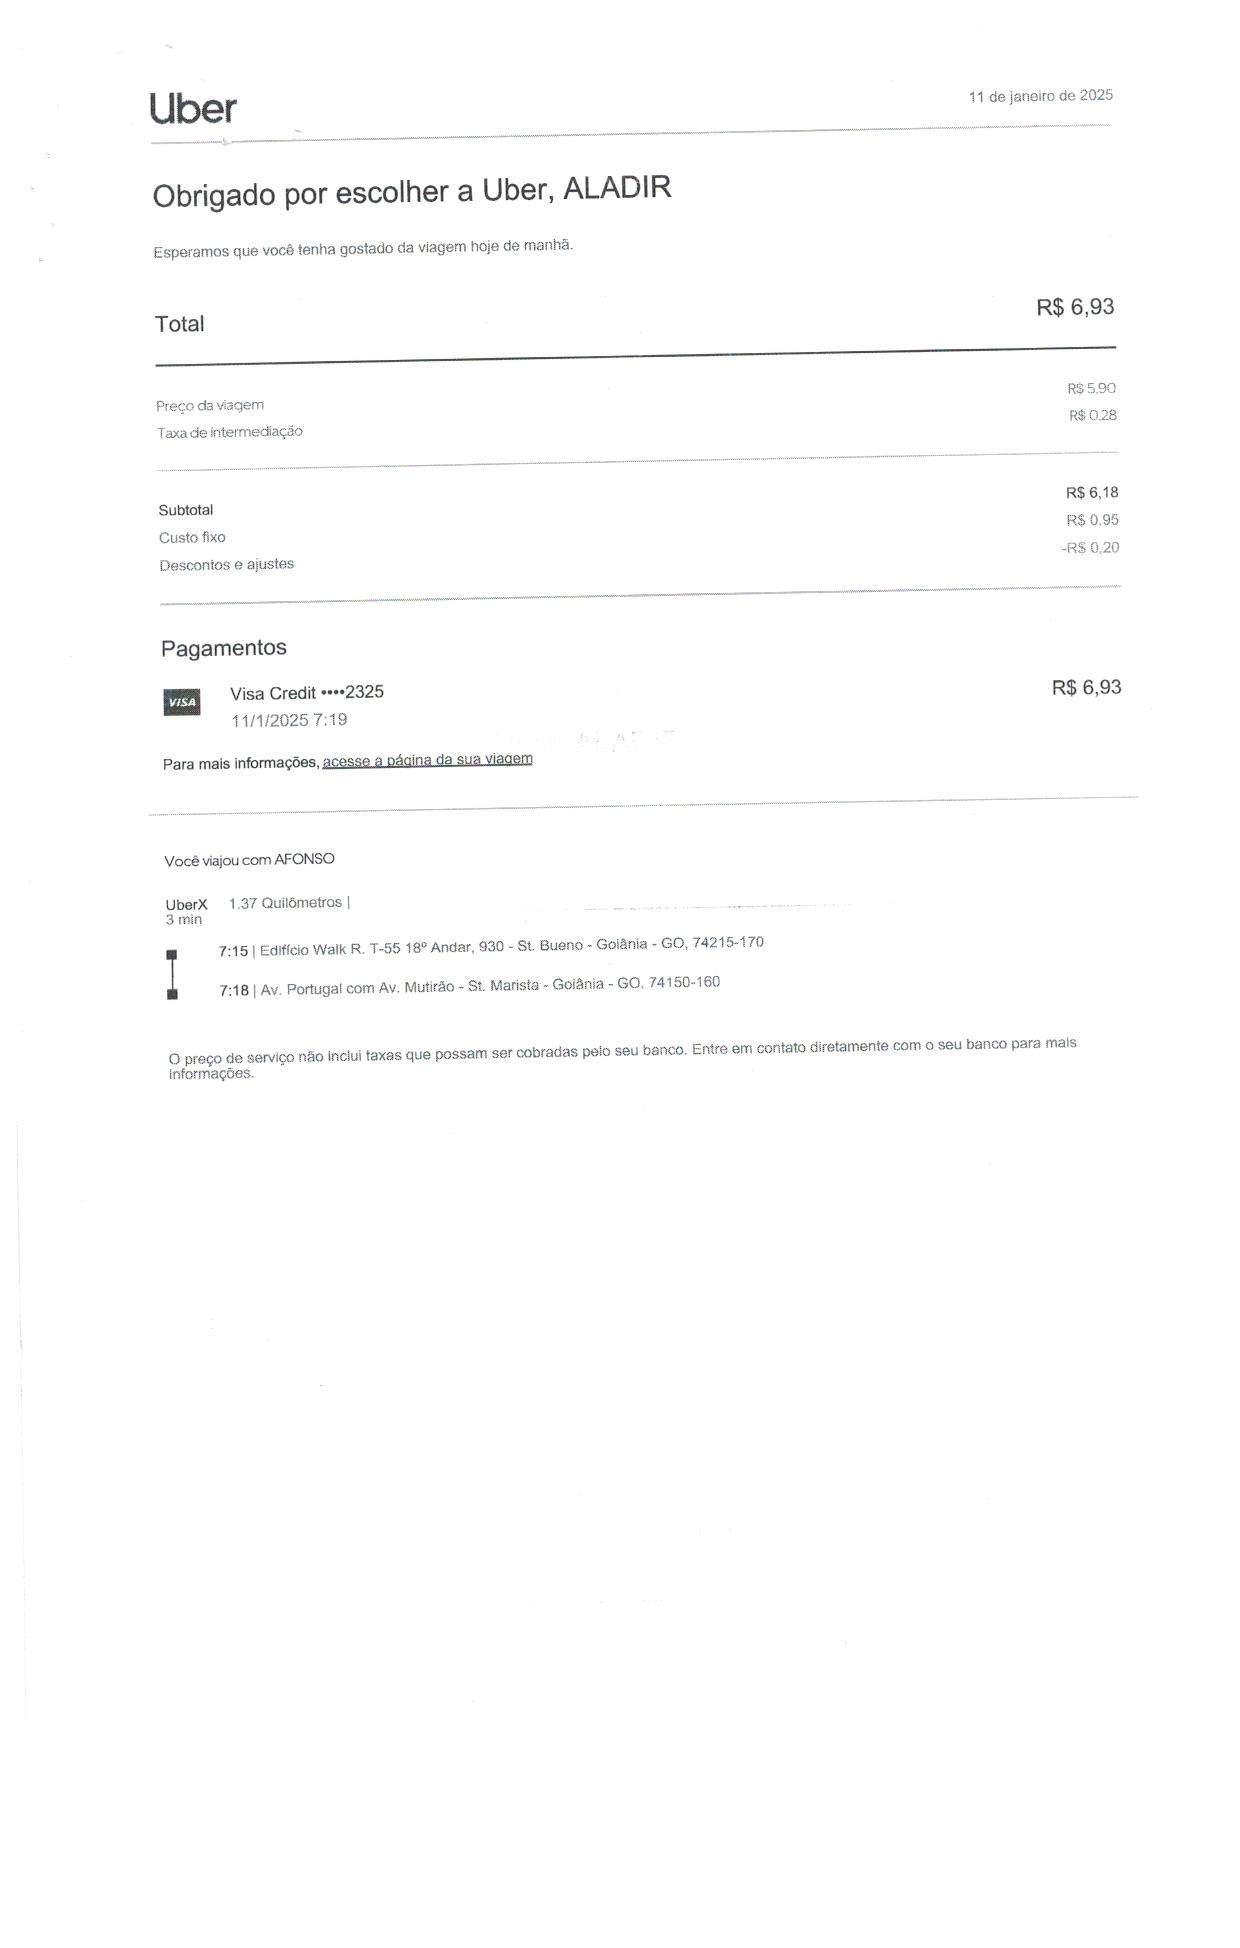 Uber
11 de janeiro de 2025
Obrigado por escolher a Uber, ALADIR
Esperamos que você tenha gostado da viagem hoje de manhã.
Total R$ 6,93
Preço da viagem R$ 5,90
Taxa de intermediação R$ 0,28
Subtotal R$ 6,18
Custo fixo R$ 0,95
Descontos e ajustes -R$ 0,20
Pagamentos
VISA Visa Credit ••••2325 R$ 6,93
11/1/2025 7:19
Para mais informações, acesse a página da sua viagem
Você viajou com AFONSO
UberX 1.37 Quilômetros |
3 min
7:15 | Edifício Walk R. T-55 18º Andar, 930 - St. Bueno - Goiânia - GO, 74215-170
7:18 | Av. Portugal com Av. Mutirão - St. Marista - Goiânia - GO, 74150-160
O preço de serviço não inclui taxas que possam ser cobradas pelo seu banco. Entre em contato diretamente com o seu banco para mais
informações.